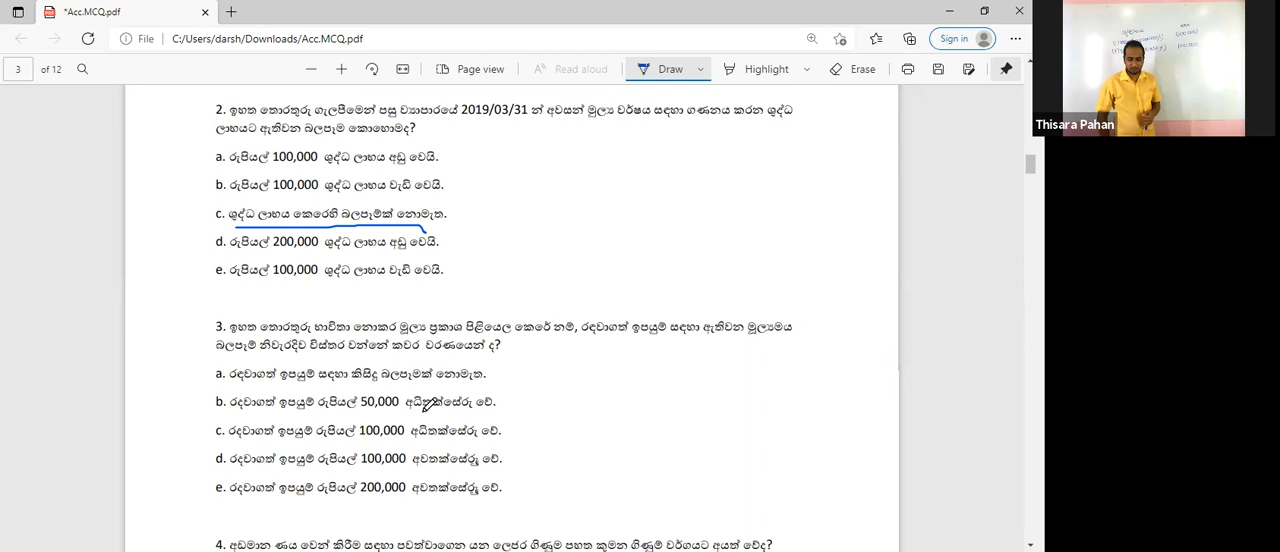 *Acc.MCQ.pdf
File
C:/Users/darsh/Downloads/Acc.MCQ.pdf
Sign in
3 of 12
Page view
Read aloud
Draw
Highlight
Erase
Thisara Pahan
2. ඉහත තොරතුරු ගැලපීමෙන් පසු ව්‍යාපාරයේ 2019/03/31 න් අවසන් මුල්‍ය වර්ෂය සඳහා ගණනය කරන ශුද්ධ
ලාභයට ඇතිවන බලපෑම කොහොමද?
a. රුපියල් 100,000 ශුද්ධ ලාභය අඩු වෙයි.
b. රුපියල් 100,000 ශුද්ධ ලාභය වැඩි වෙයි.
c. ශුද්ධ ලාභය කෙරෙහි බලපෑම්ක් නොමැත.
d. රුපියල් 200,000 ශුද්ධ ලාභය අඩු වෙයි.
e. රුපියල් 100,000 ශුද්ධ ලාභය වැඩි වෙයි.
3. ඉහත තොරතුරු භාවිතා නොකර මූල්‍ය ප්‍රකාශ පිළියෙල කෙරේ නම්, රඳවාගත් ඉපයුම් සඳහා ඇතිවන මූල්‍යමය
බලපෑම් නිවැරදිව විස්තර වන්නේ කවර වරණයෙන් ද?
a. රඳවාගත් ඉපයුම් සඳහා කිසිදු බලපෑමක් නොමැත.
b. රදවාගත් ඉපයුම් රුපියල් 50,000 අධිතක්සේරු වේ.
c. රදවාගත් ඉපයුම් රුපියල් 100,000 අධිතක්සේරු වේ.
d. රදවාගත් ඉපයුම් රුපියල් 100,000 අවතක්සේරු වේ.
e. රදවාගත් ඉපයුම් රුපියල් 200,000 අවතක්සේරු වේ.
4. අඩමාන ණය වෙන් කිරීම සඳහා පවත්වාගෙන යන ලෙජර ගිණුම පහත කුමන ගිණුම් වර්ගයට අයත් වේද?